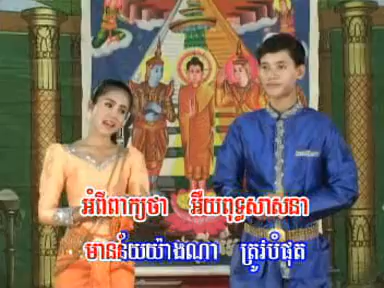 អំពីពាក្យថា អីយពុទ្ធសាសនា
មានន័យយ៉ាងណា ត្រូវបំផុត